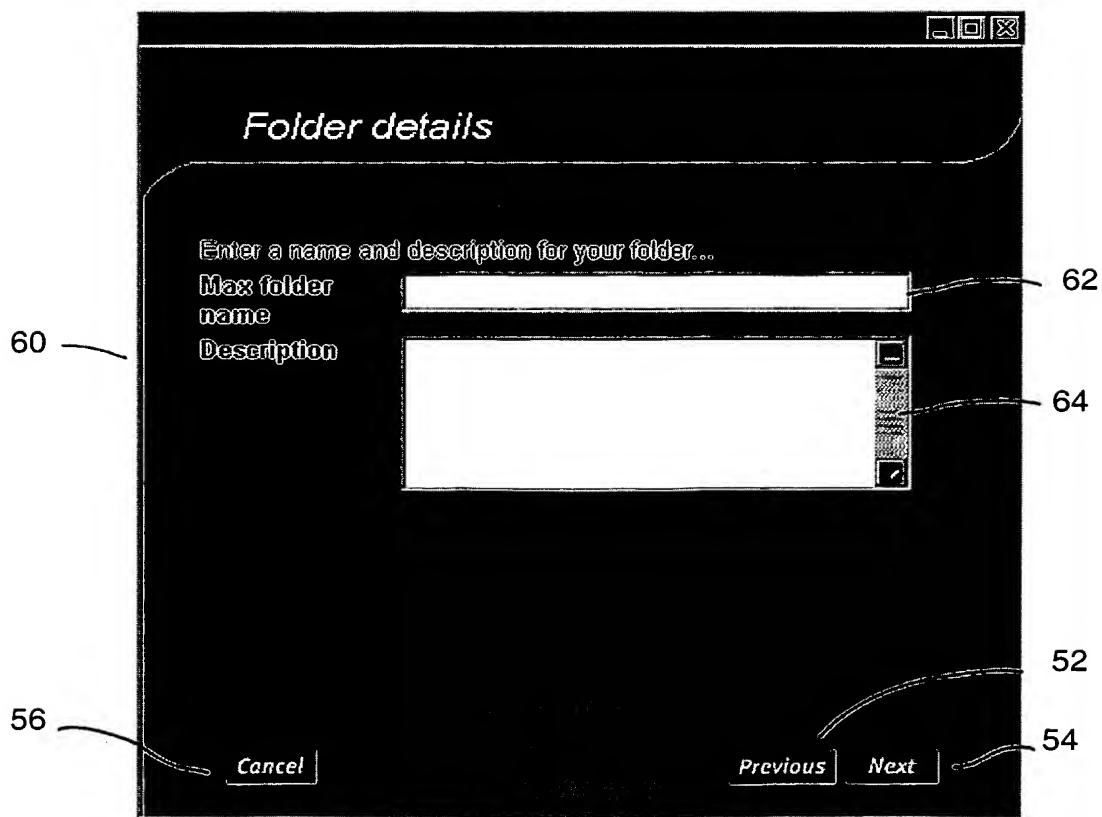 Folder details
Enter a name and description for your folder...
Max folder
name
62
60
Description
64
52
56
54
Cancel
Previous
Next